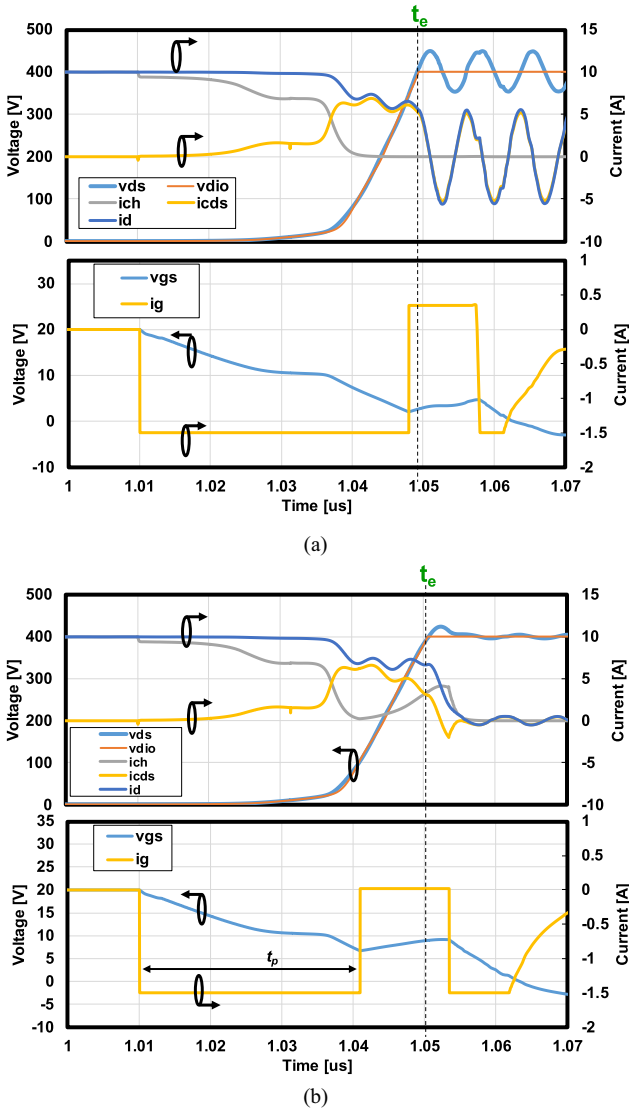 t_e
500
400
300
200
100
0
Voltage [V]
15
10
5
0
-5
-10
Current [A]
vds vdio
ich icds
id
30
20
10
0
-10
Voltage [V]
1
0.5
0
-0.5
-1
-1.5
-2
Current [A]
vgs
ig
1 1.01 1.02 1.03 1.04 1.05 1.06 1.07
Time [us]
(a)
t_e
500
400
300
200
100
0
Voltage [V]
15
10
5
0
-5
-10
Current [A]
vds
vdio
ich
icds
id
35
30
25
20
15
10
5
0
-5
-10
Voltage [V]
1
0.5
0
-0.5
-1
-1.5
-2
Current [A]
vgs
ig
t_p
1 1.01 1.02 1.03 1.04 1.05 1.06 1.07
Time [us]
(b)